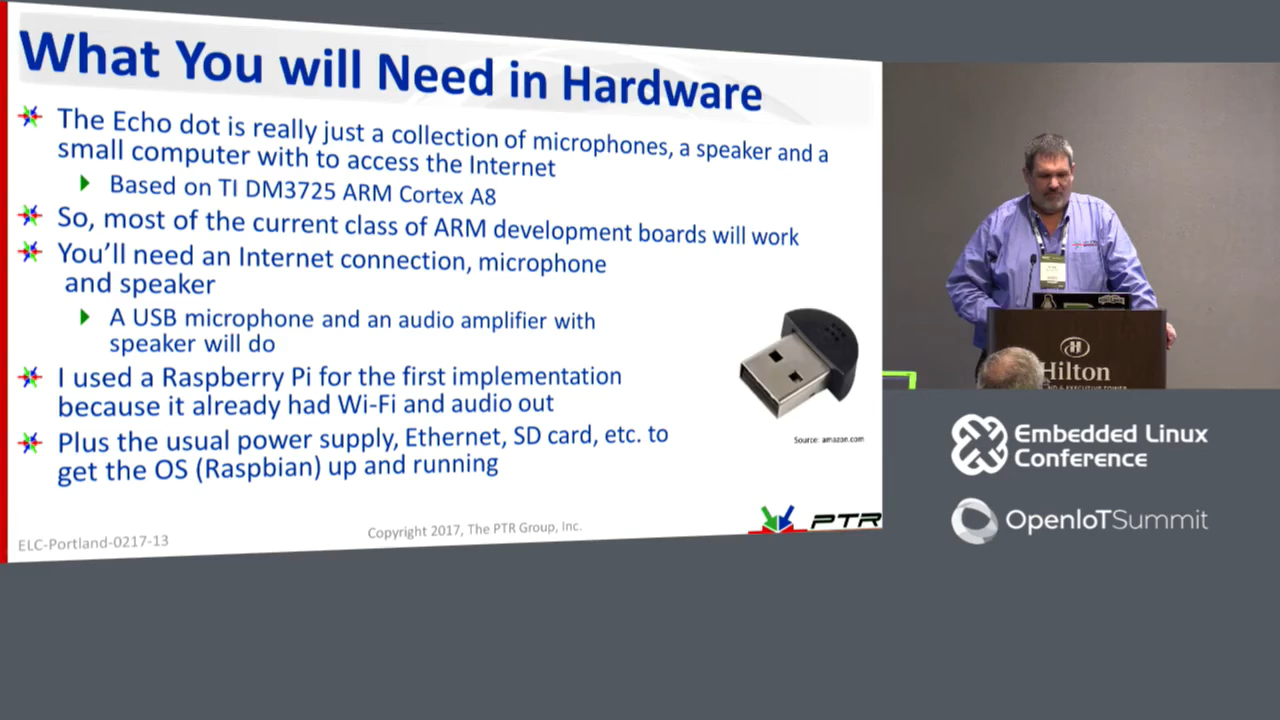 What You will Need in Hardware
The Echo dot is really just a collection of microphones, a speaker and a
small computer with to access the Internet
Based on TI DM3725 ARM Cortex A8
So, most of the current class of ARM development boards will work
You'll need an Internet connection, microphone
and speaker
A USB microphone and an audio amplifier with
speaker will do
I used a Raspberry Pi for the first implementation
because it already had Wi-Fi and audio out
Plus the usual power supply, Ethernet, SD card, etc. to
get the OS (Raspbian) up and running
Source: amazon.com
ELC-Portland-0217-13
Copyright 2017, The PTR Group, Inc.
PTR
Hilton
& EXECUTIVE TOWER
Embedded Linux
Conference
OpenIoTSummit